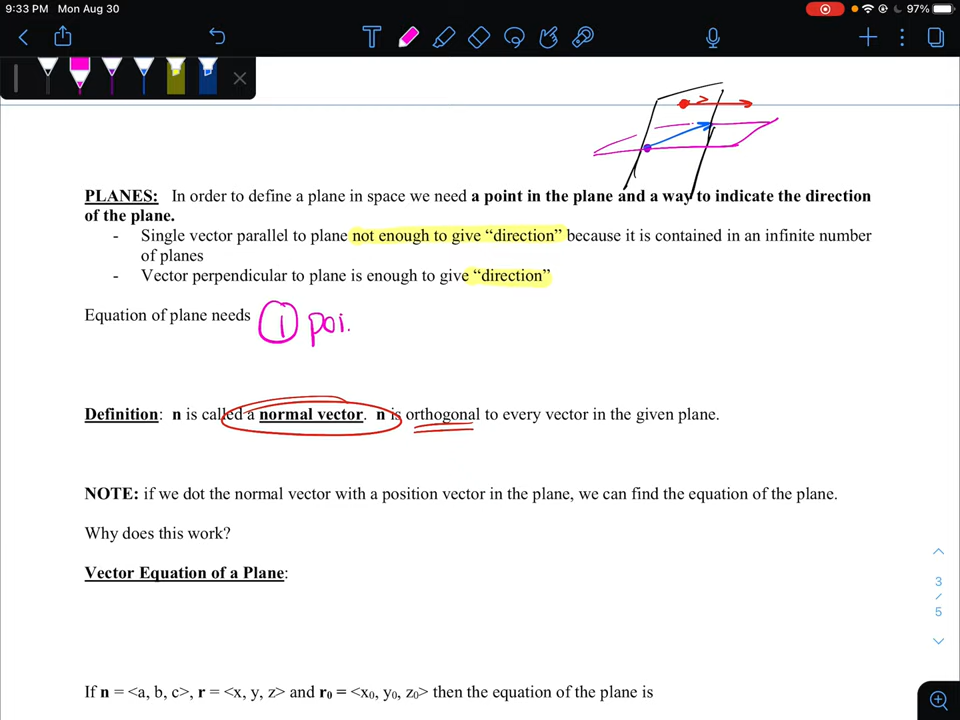 9:33 PM Mon Aug 30
97%
T
PLANES: In order to define a plane in space we need a point in the plane and a way to indicate the direction
of the plane.
- Single vector parallel to plane not enough to give “direction” because it is contained in an infinite number
of planes
- Vector perpendicular to plane is enough to give “direction”
Equation of plane needs ① poi.
Definition: n is called a normal vector. n is orthogonal to every vector in the given plane.
NOTE: if we dot the normal vector with a position vector in the plane, we can find the equation of the plane.
Why does this work?
Vector Equation of a Plane:
If n = <a, b, c>, r = <x, y, z> and r₀ = <x₀, y₀, z₀> then the equation of the plane is
3
/
5